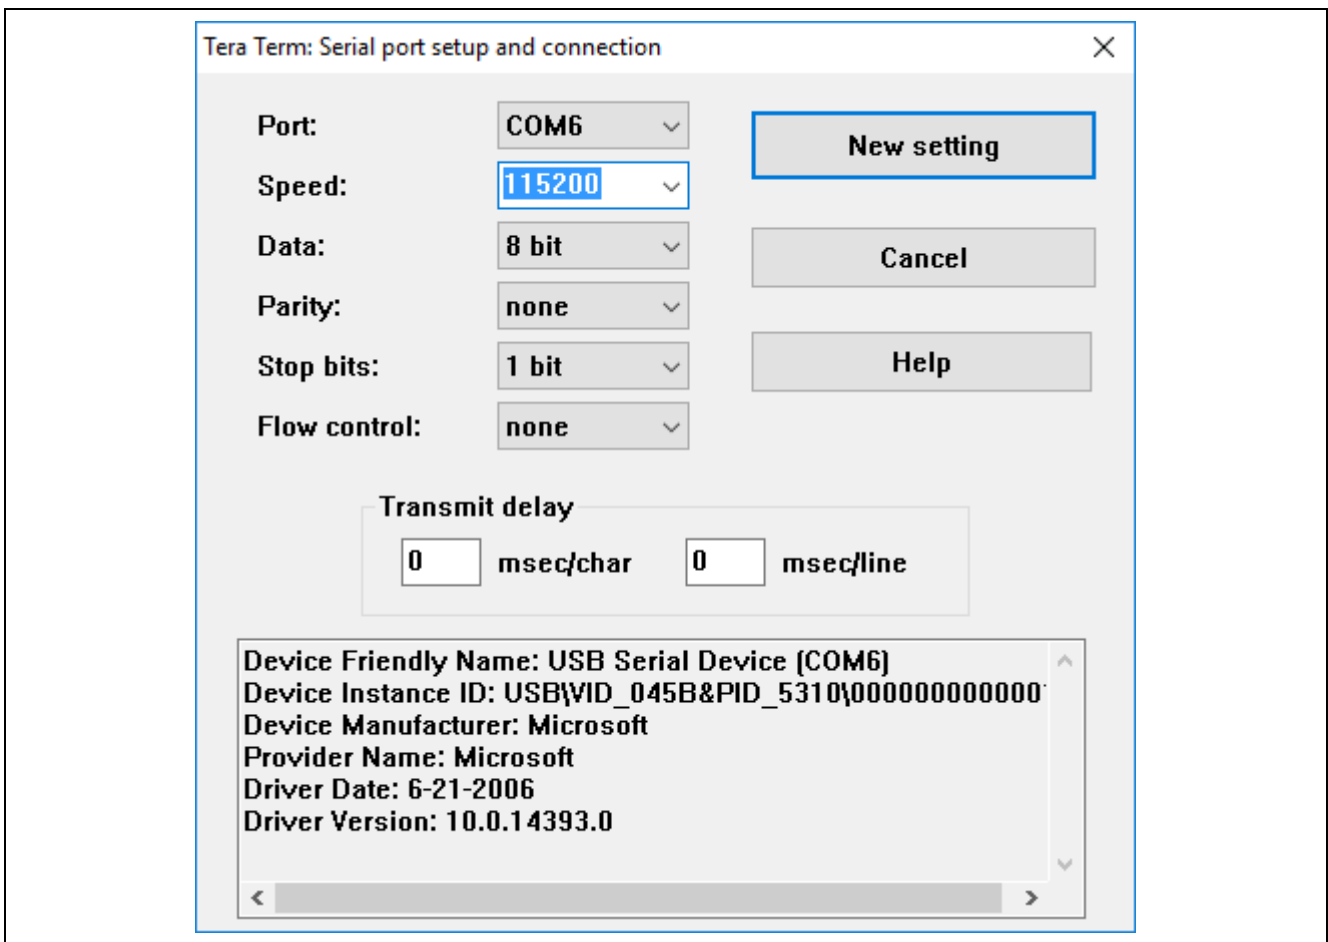 Tera Term: Serial port setup and connection
Port: COM6 New setting
Speed: 115200
Data: 8 bit Cancel
Parity: none
Stop bits: 1 bit Help
Flow control: none
Transmit delay
0 msec/char 0 msec/line
Device Friendly Name: USB Serial Device (COM6)
Device Instance ID: USB\VID_045B&PID_5310\000000000000
Device Manufacturer: Microsoft
Provider Name: Microsoft
Driver Date: 6-21-2006
Driver Version: 10.0.14393.0